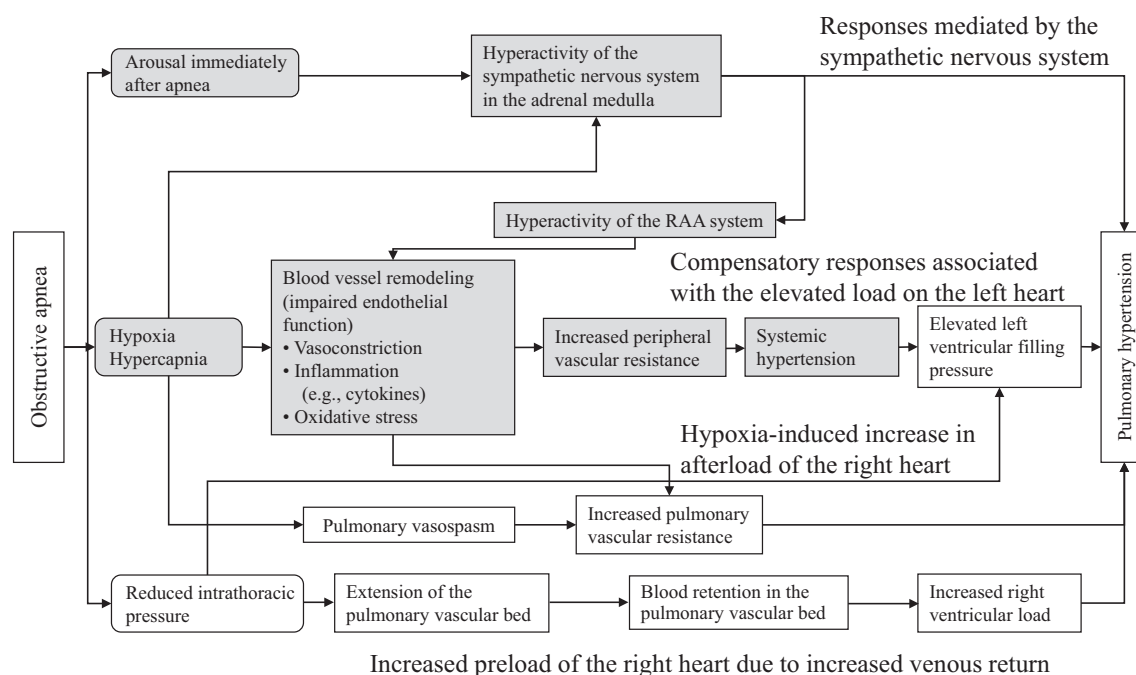 Responses mediated by the
sympathetic nervous system
Arousal immediately
after apnea
Hyperactivity of the
sympathetic nervous system
in the adrenal medulla
Hyperactivity of the RAA system
Obstructive apnea
Hypoxia
Hypercapnia
Blood vessel remodeling
(impaired endothelial
function)
• Vasoconstriction
• Inflammation
(e.g., cytokines)
• Oxidative stress
Compensatory responses associated
with the elevated load on the left heart
Increased peripheral
vascular resistance
Systemic
hypertension
Elevated left
ventricular filling
pressure
Pulmonary hypertension
Hypoxia-induced increase in
afterload of the right heart
Pulmonary vasospasm
Increased pulmonary
vascular resistance
Reduced intrathoracic
pressure
Extension of the
pulmonary vascular bed
Blood retention in the
pulmonary vascular bed
Increased right
ventricular load
Increased preload of the right heart due to increased venous return